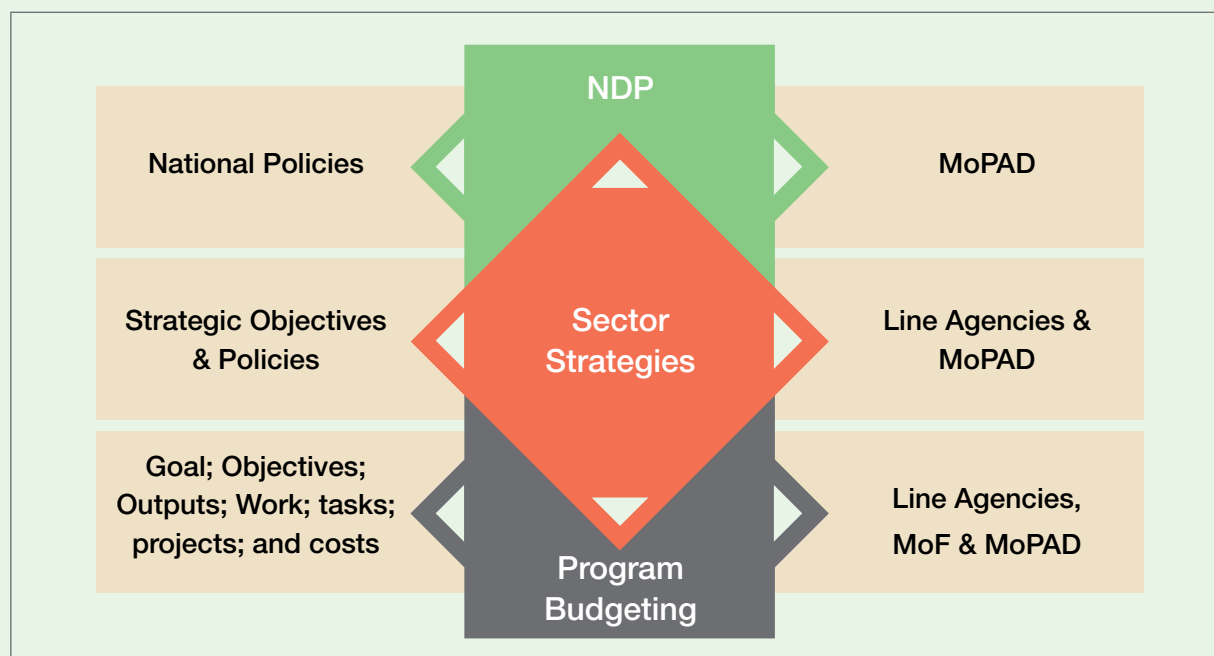 NDP
National Policies
MoPAD
Strategic Objectives
& Policies
Sector
Strategies
Line Agencies &
MoPAD
Goal; Objectives;
Outputs; Work; tasks;
projects; and costs
Program
Budgeting
Line Agencies,
MoF & MoPAD